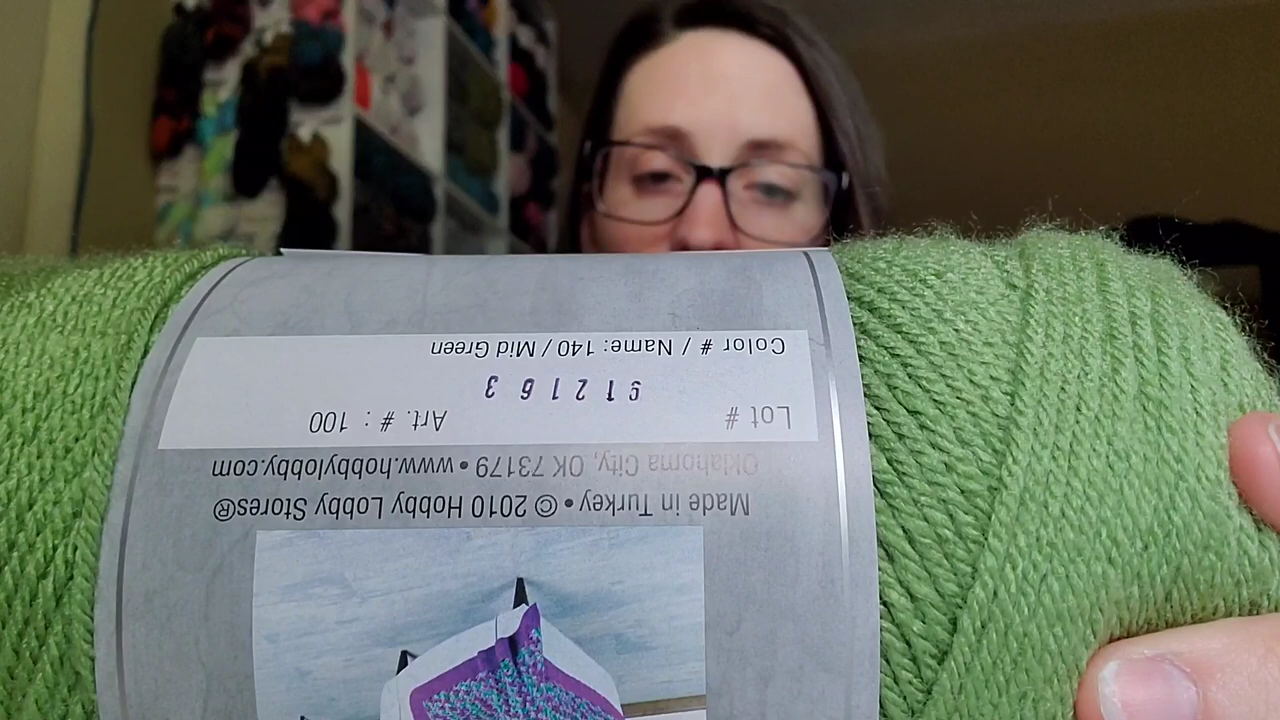 Made in Turkey • © 2010 Hobby Lobby Stores®
Oklahoma City, OK 73179 • www.hobbylobby.com
Lot # Art. # : 100
912163
Color # / Name: 140 / Mid Green